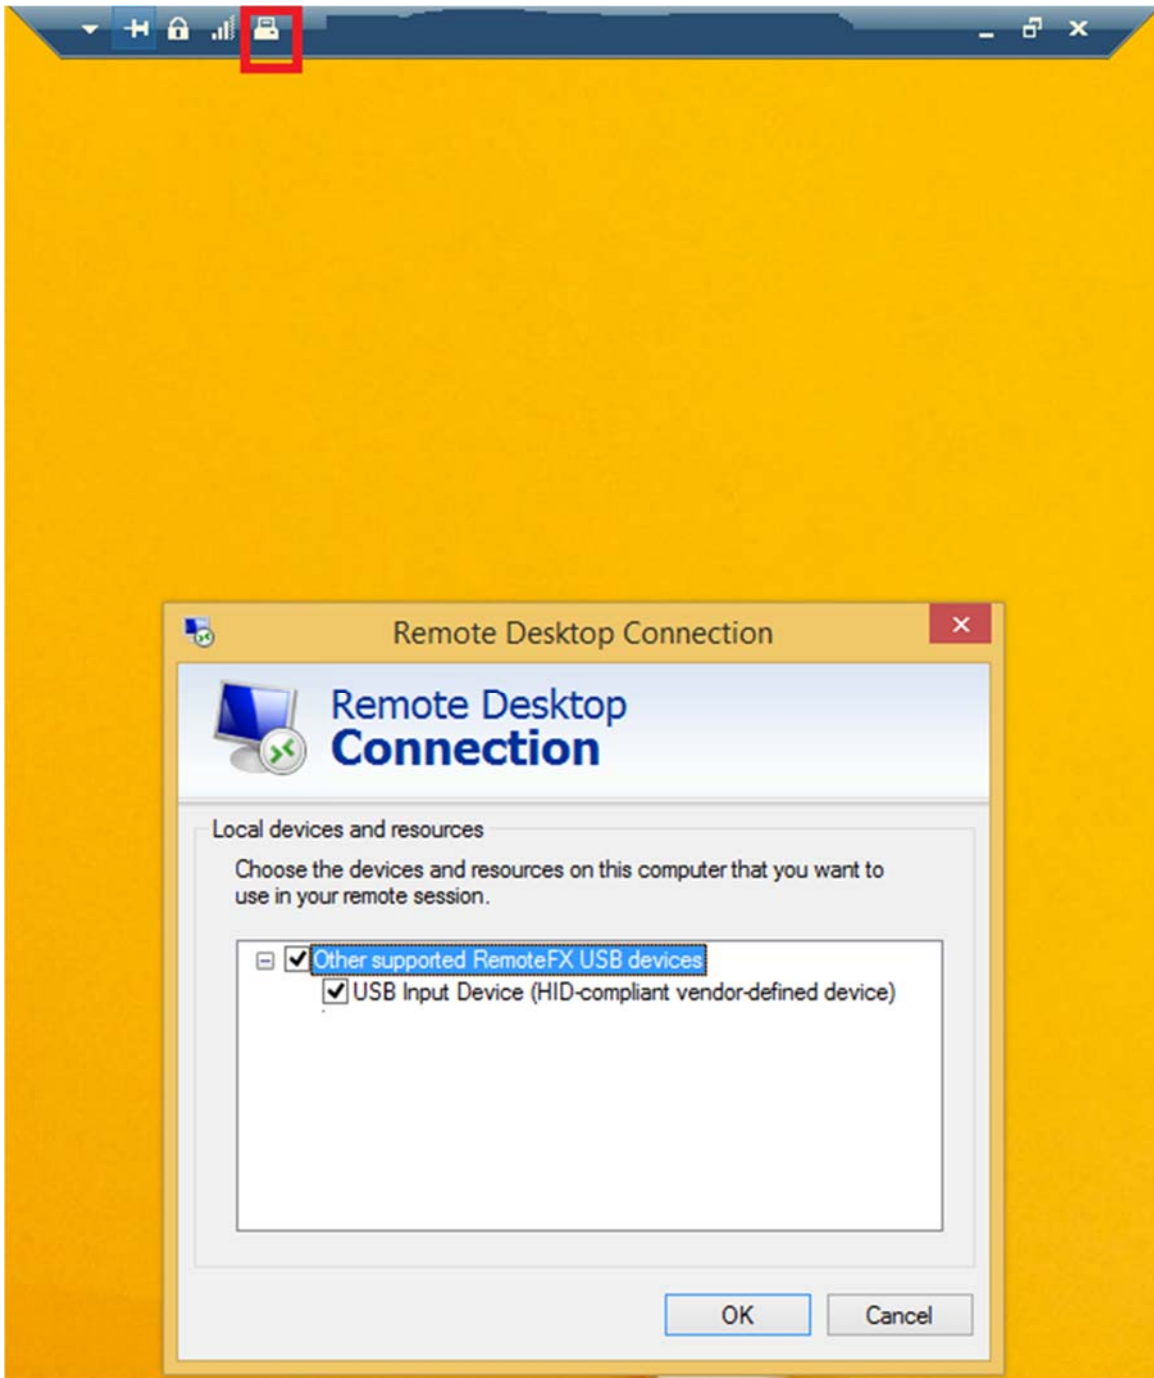 Remote Desktop Connection
Remote Desktop
Connection
Local devices and resources
Choose the devices and resources on this computer that you want to
use in your remote session.
Other supported RemoteFX USB devices
USB Input Device (HID-compliant vendor-defined device)
OK
Cancel